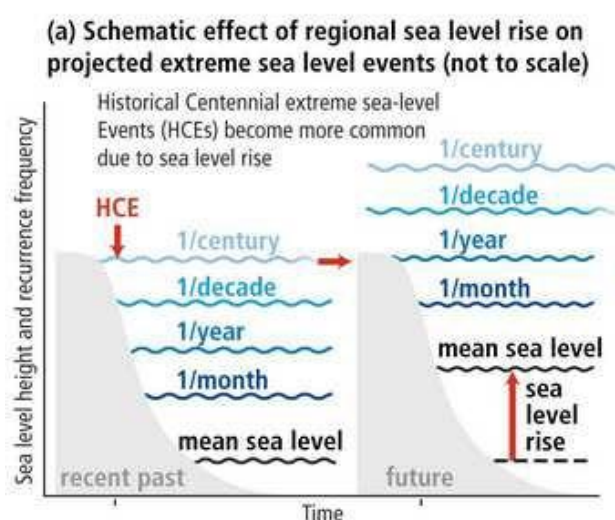 (a) Schematic effect of regional sea level rise on
projected extreme sea level events (not to scale)
Historical Centennial extreme sea-level
Events (HCEs) become more common
due to sea level rise
HCE
1/century
1/decade
1/year
1/month
mean sea level
recent past
1/century
1/decade
1/year
1/month
mean sea level
sea
level
rise
future
Sea level height and recurrence frequency
Time